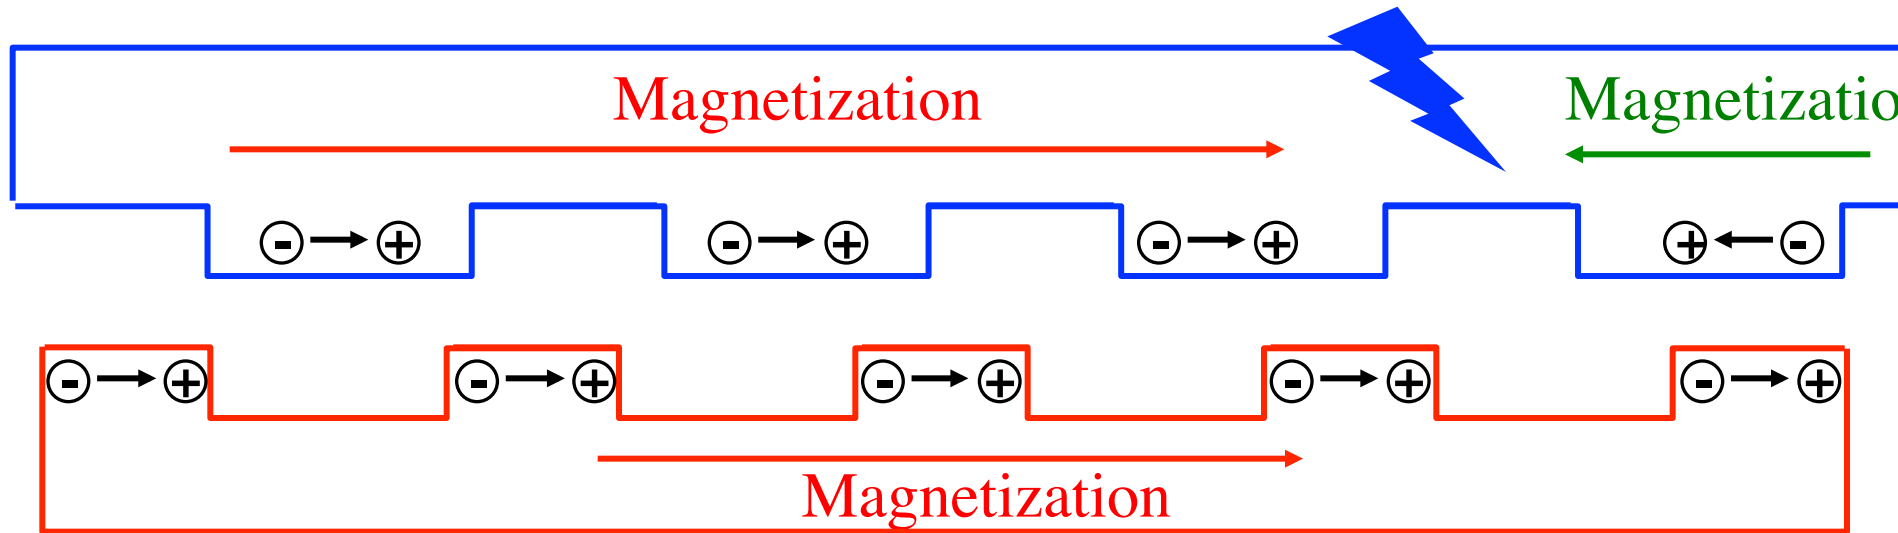 Magnetization
Magnetizatio
- + - + - + + -
- + - + - + - + - +
Magnetization